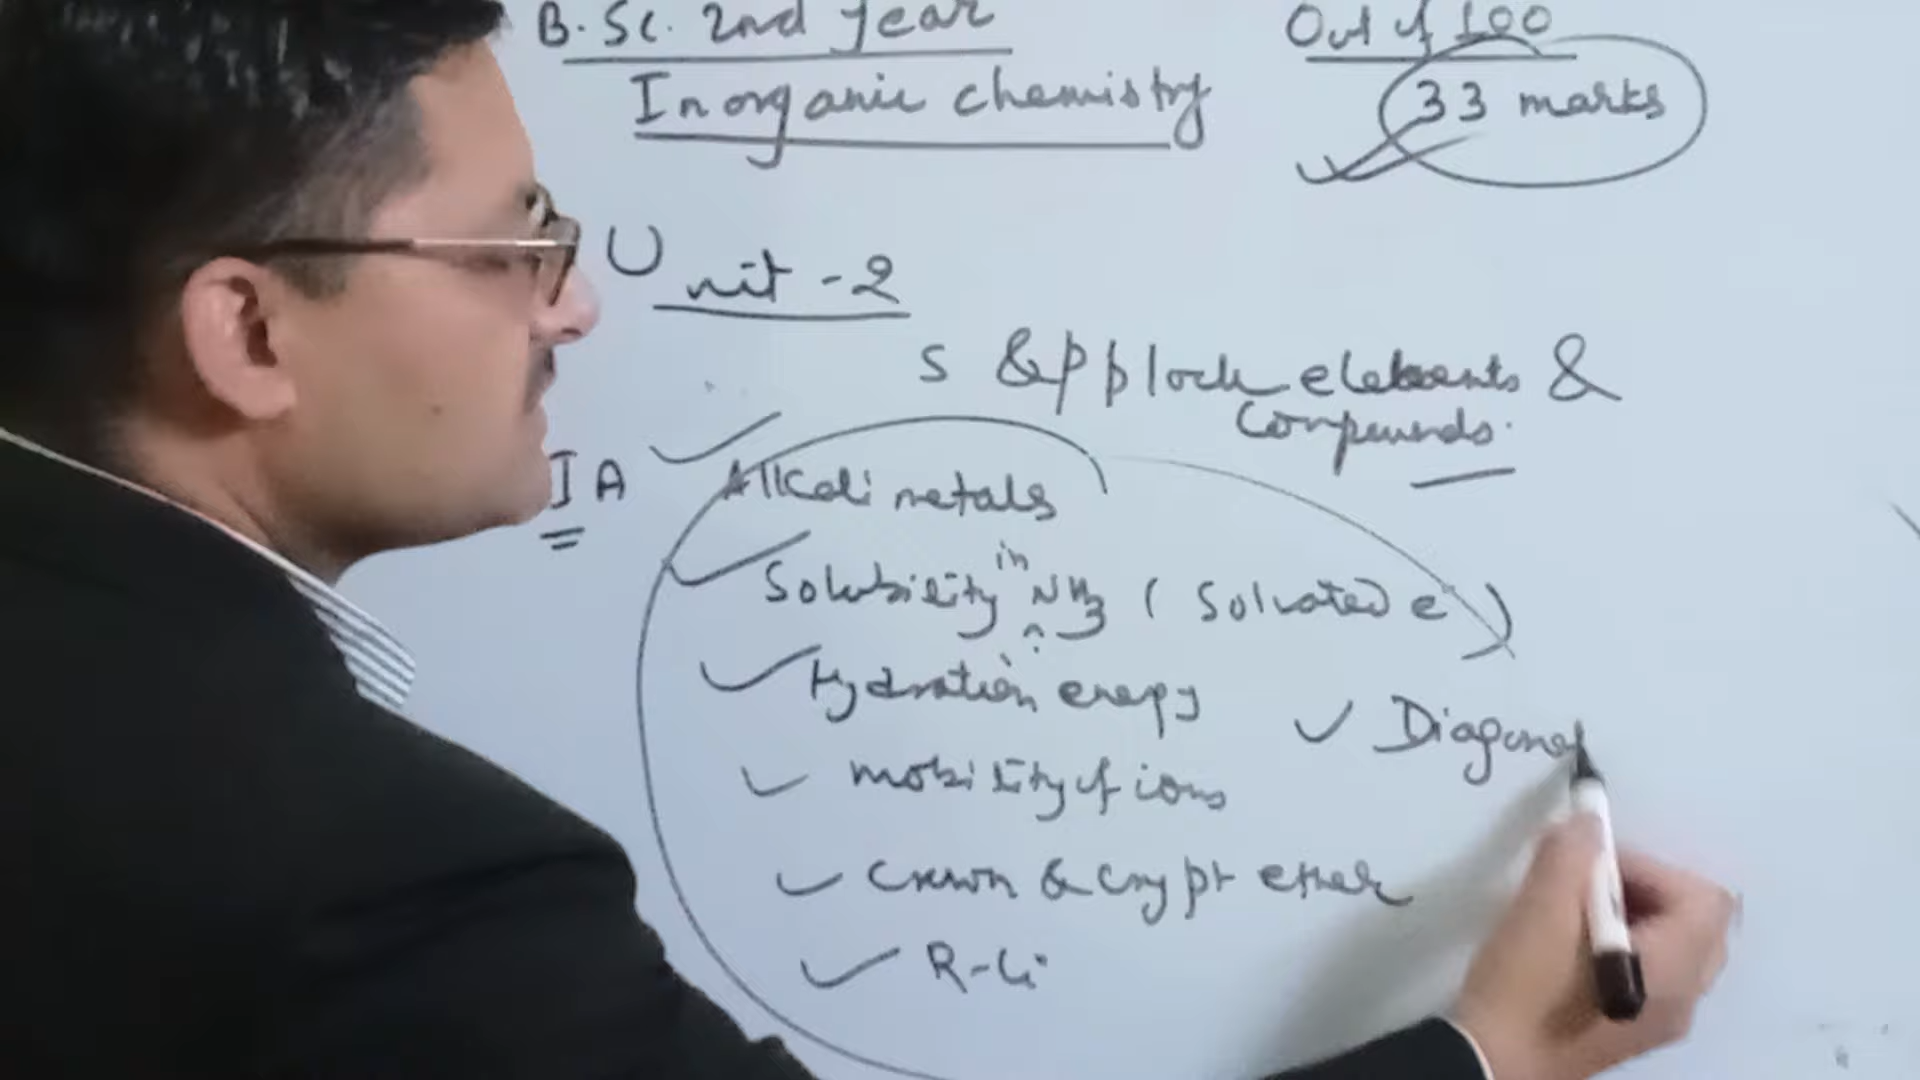 B.Sc. 2nd year
Out of 100
Inorganic chemistry
33 marks
Unit -2
s & p block elements &
Compounds.
IA
Alkali metals
Solubility in NH3 ( Solvated e )
Hydration energy
mobility of ions
✓ Diagonal
Crown & crypt ether
R-Li